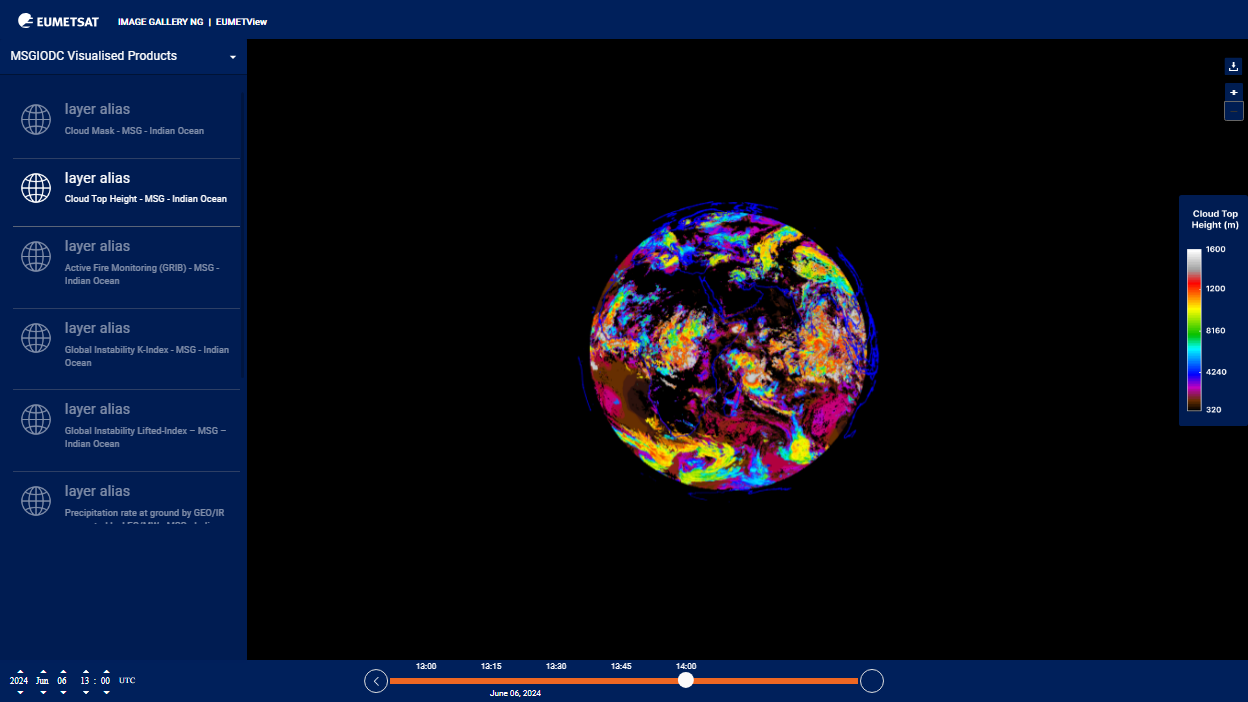 EUMETSAT IMAGE GALLERY NG | EUMETView
MSGIODC Visualised Products
layer alias
Cloud Mask - MSG - Indian Ocean
layer alias
Cloud Top Height - MSG - Indian Ocean
layer alias
Active Fire Monitoring (GRIB) - MSG -
Indian Ocean
layer alias
Global Instability K-Index - MSG - Indian
Ocean
layer alias
Global Instability Lifted-Index – MSG –
Indian Ocean
layer alias
Precipitation rate at ground by GEO/IR
Cloud Top
Height (m)
1600
1200
8160
4240
320
13:00 13:15 13:30 13:45 14:00
2024 Jun 06 13 : 00 UTC
June 06, 2024